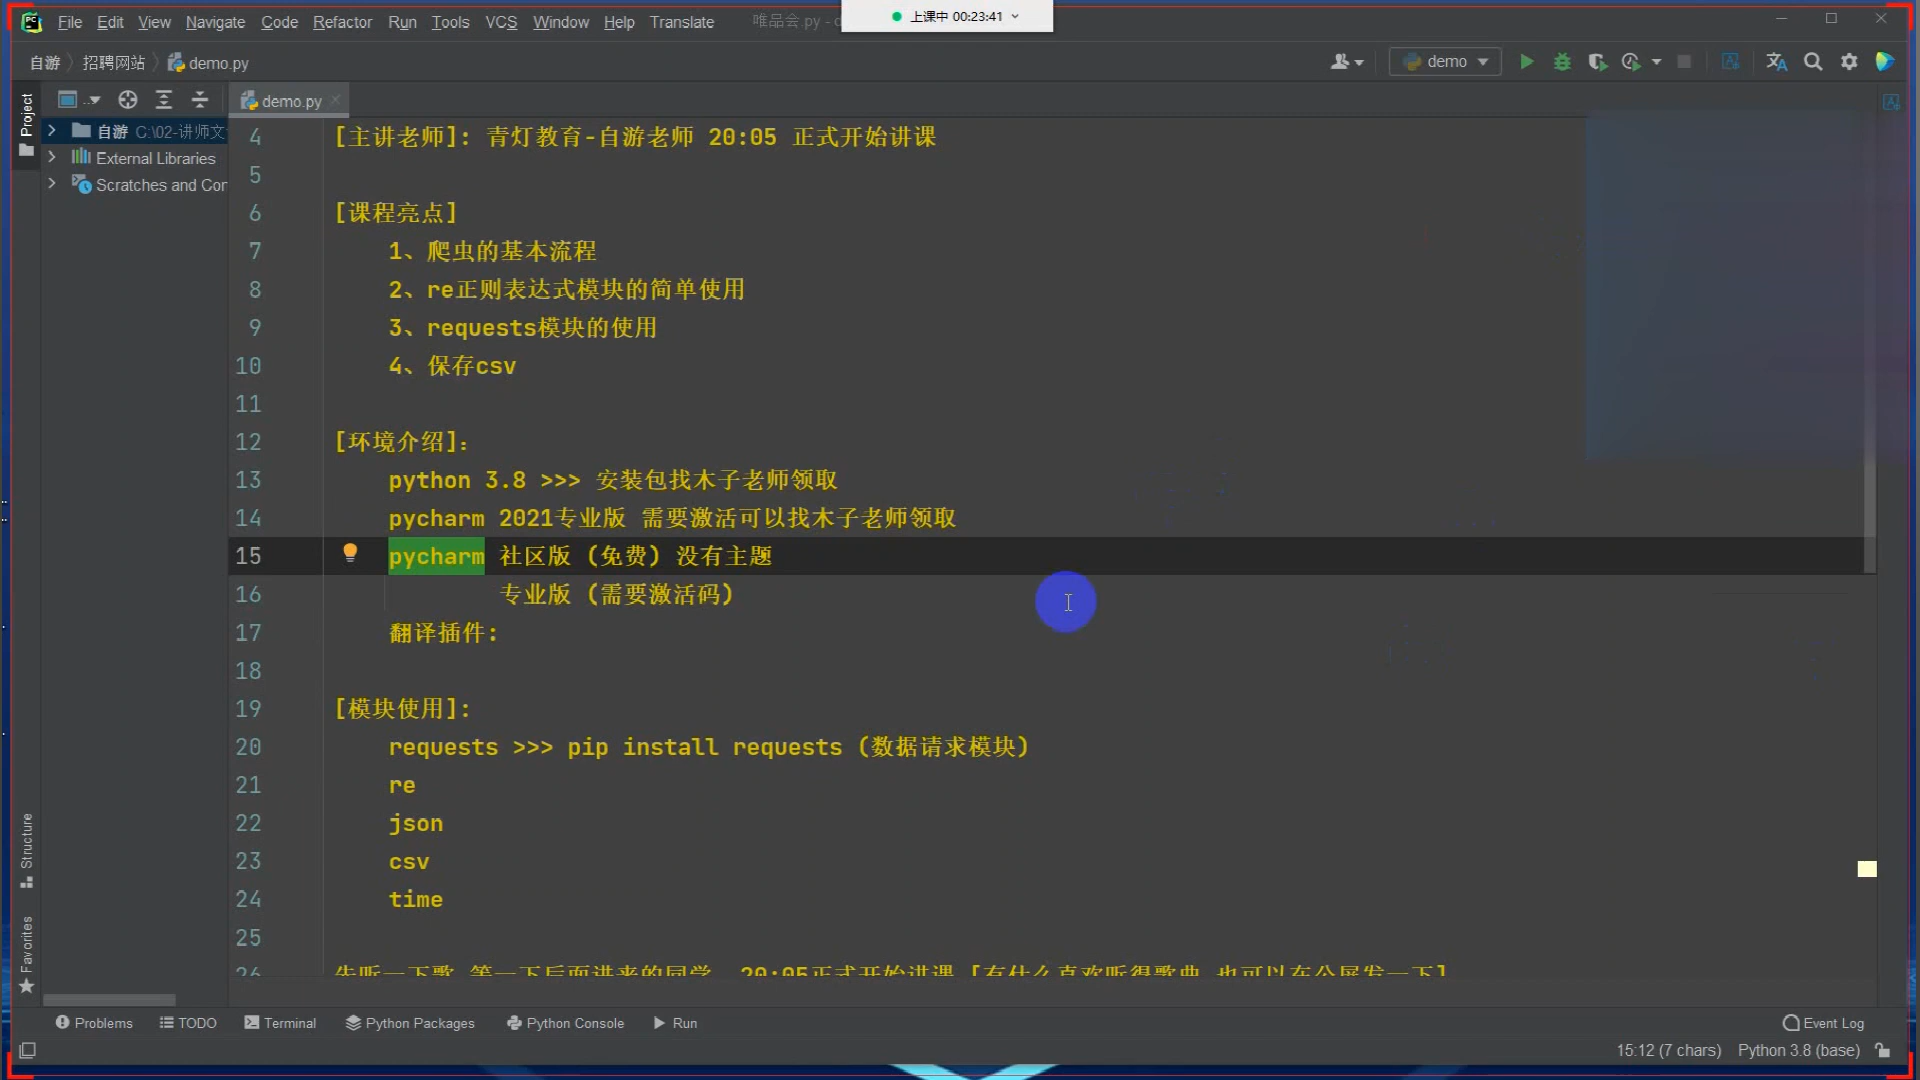 File Edit View Navigate Code Refactor Run Tools VCS Window Help Translate 唯品会 py
上课中 00:23:41
自游 招聘网站 demo.py
demo
demo.py
Project
自游 C:\02-讲师文
External Libraries
Scratches and Cor
4 [主讲老师]: 青灯教育-自游老师 20:05 正式开始讲课
5
6 [课程亮点]
7 1、爬虫的基本流程
8 2、re正则表达式模块的简单使用
9 3、requests模块的使用
10 4、保存csv
11
12 [环境介绍]:
13 python 3.8 >>> 安装包找木子老师领取
14 pycharm 2021专业版 需要激活可以找木子老师领取
15 pycharm 社区版 (免费) 没有主题
16 专业版 (需要激活码)
17 翻译插件:
18
19 [模块使用]:
20 requests >>> pip install requests (数据请求模块)
21 re
22 json
23 csv
24 time
25
26 先听一下歌 等一下后面进来的同学 20:05正式开始讲课 [有什么喜欢听得歌曲 也可以在公屏发一下]
Structure
Favorites
Problems TODO Terminal Python Packages Python Console Run Event Log
15:12 (7 chars) Python 3.8 (base)